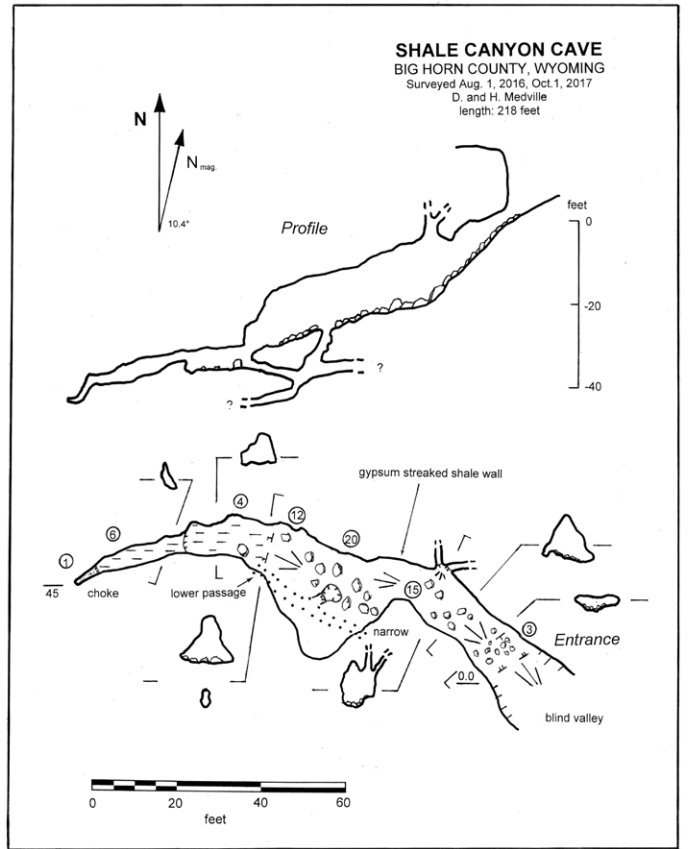 SHALE CANYON CAVE
BIG HORN COUNTY, WYOMING
Surveyed Aug. 1, 2016, Oct.1, 2017
D. and H. Medville
length: 218 feet
N
N mag.
10.4°
Profile
feet
0
-20
-40
?
?
gypsum streaked shale wall
4
12
6
20
1
15
3
45
choke
lower passage
narrow
Entrance
0.0
blind valley
0 20 40 60
feet